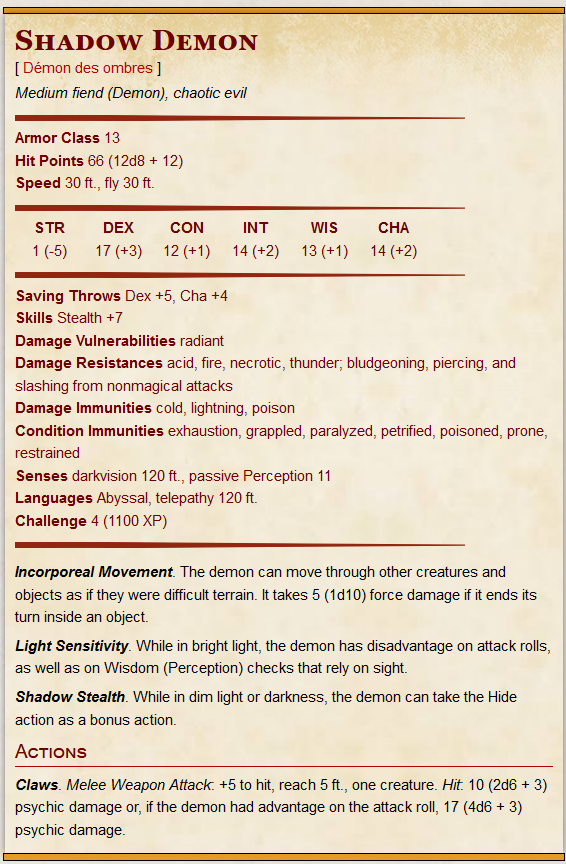 Shadow Demon
[ Démon des ombres ]
Medium fiend (Demon), chaotic evil
Armor Class 13
Hit Points 66 (12d8 + 12)
Speed 30 ft., fly 30 ft.
STR DEX CON INT WIS CHA
1 (-5) 17 (+3) 12 (+1) 14 (+2) 13 (+1) 14 (+2)
Saving Throws Dex +5, Cha +4
Skills Stealth +7
Damage Vulnerabilities radiant
Damage Resistances acid, fire, necrotic, thunder; bludgeoning, piercing, and
slashing from nonmagical attacks
Damage Immunities cold, lightning, poison
Condition Immunities exhaustion, grappled, paralyzed, petrified, poisoned, prone,
restrained
Senses darkvision 120 ft., passive Perception 11
Languages Abyssal, telepathy 120 ft.
Challenge 4 (1100 XP)
Incorporeal Movement. The demon can move through other creatures and
objects as if they were difficult terrain. It takes 5 (1d10) force damage if it ends its
turn inside an object.
Light Sensitivity. While in bright light, the demon has disadvantage on attack rolls,
as well as on Wisdom (Perception) checks that rely on sight.
Shadow Stealth. While in dim light or darkness, the demon can take the Hide
action as a bonus action.
Actions
Claws. Melee Weapon Attack: +5 to hit, reach 5 ft., one creature. Hit: 10 (2d6 + 3)
psychic damage or, if the demon had advantage on the attack roll, 17 (4d6 + 3)
psychic damage.